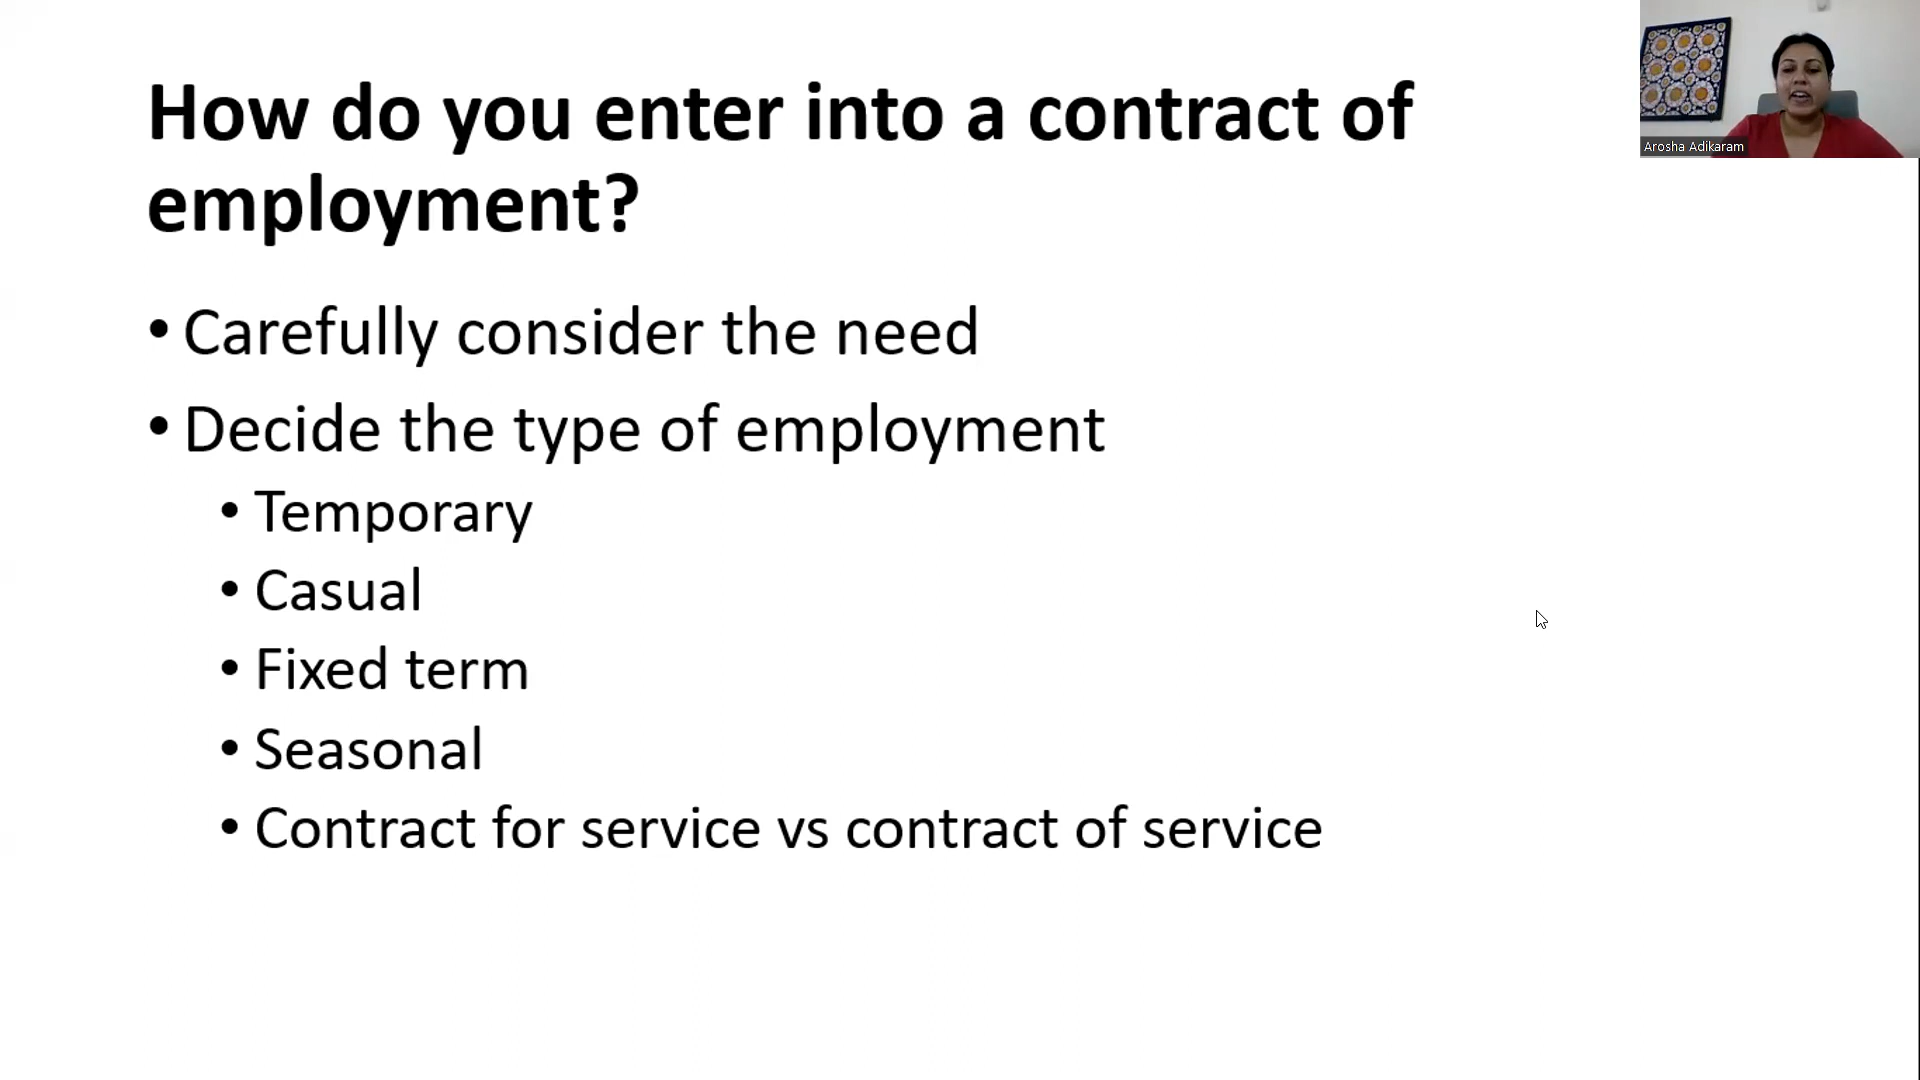 How do you enter into a contract of
employment?
• Carefully consider the need
• Decide the type of employment
• Temporary
• Casual
• Fixed term
• Seasonal
• Contract for service vs contract of service
Arosha Adikaram